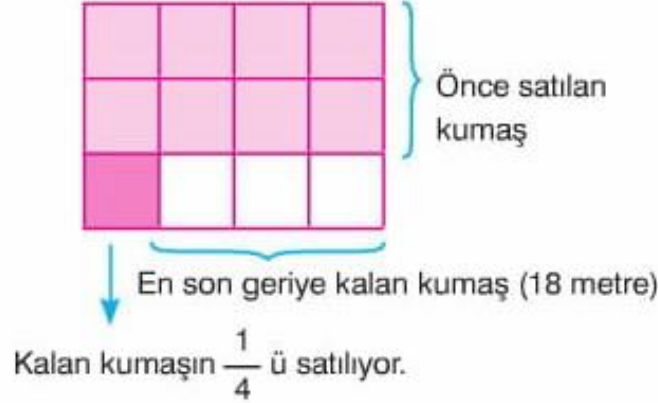 Önce satılan
kumaş
En son geriye kalan kumaş (18 metre)
Kalan kumaşın 1/4 ü satılıyor.